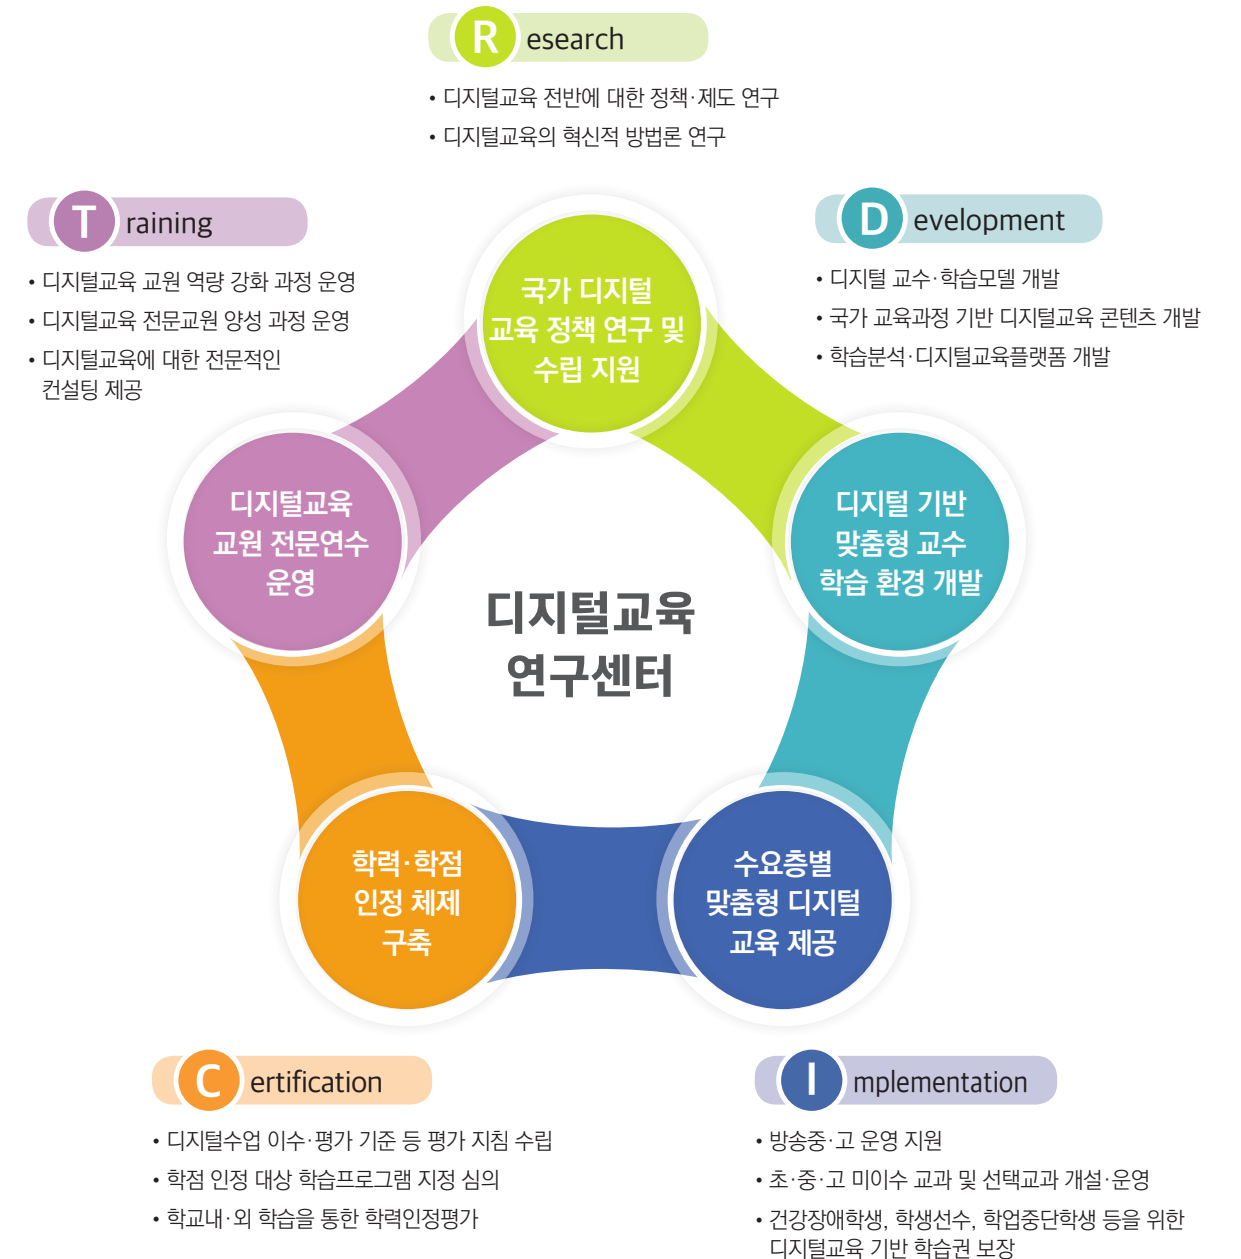 Research
• 디지털교육 전반에 대한 정책·제도 연구
• 디지털교육의 혁신적 방법론 연구
Training
• 디지털교육 교원 역량 강화 과정 운영
• 디지털교육 전문교원 양성 과정 운영
• 디지털교육에 대한 전문적인
컨설팅 제공
Development
• 디지털 교수·학습모델 개발
• 국가 교육과정 기반 디지털교육 콘텐츠 개발
• 학습분석·디지털교육플랫폼 개발
국가 디지털
교육 정책 연구 및
수립 지원
디지털교육
교원 전문연수
운영
디지털 기반
맞춤형 교수
학습 환경 개발
디지털교육
연구센터
학력·학점
인정 체제
구축
수요층별
맞춤형 디지털
교육 제공
Certification
• 디지털수업 이수·평가 기준 등 평가 지침 수립
• 학점 인정 대상 학습프로그램 지정 심의
• 학교내·외 학습을 통한 학력인정평가
Implementation
• 방송중·고 운영 지원
• 초·중·고 미이수 교과 및 선택교과 개설·운영
• 건강장애학생, 학생선수, 학업중단학생 등을 위한
디지털교육 기반 학습권 보장